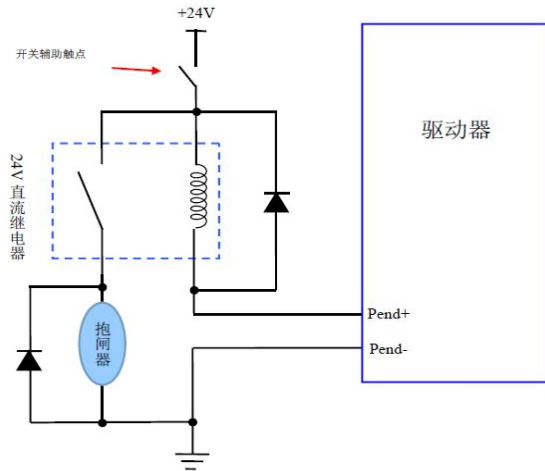 +24V
开关辅助触点
驱动器
24V 直流继电器
Pend+
抱闸器
Pend-